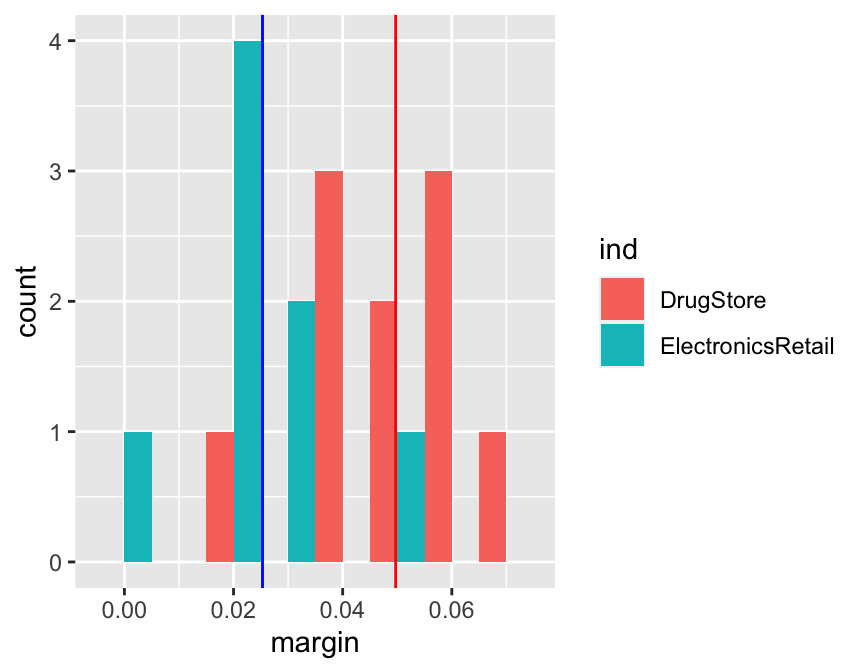 4
3
2
1
0
count
0.00 0.02 0.04 0.06
margin
ind
DrugStore
ElectronicsRetail